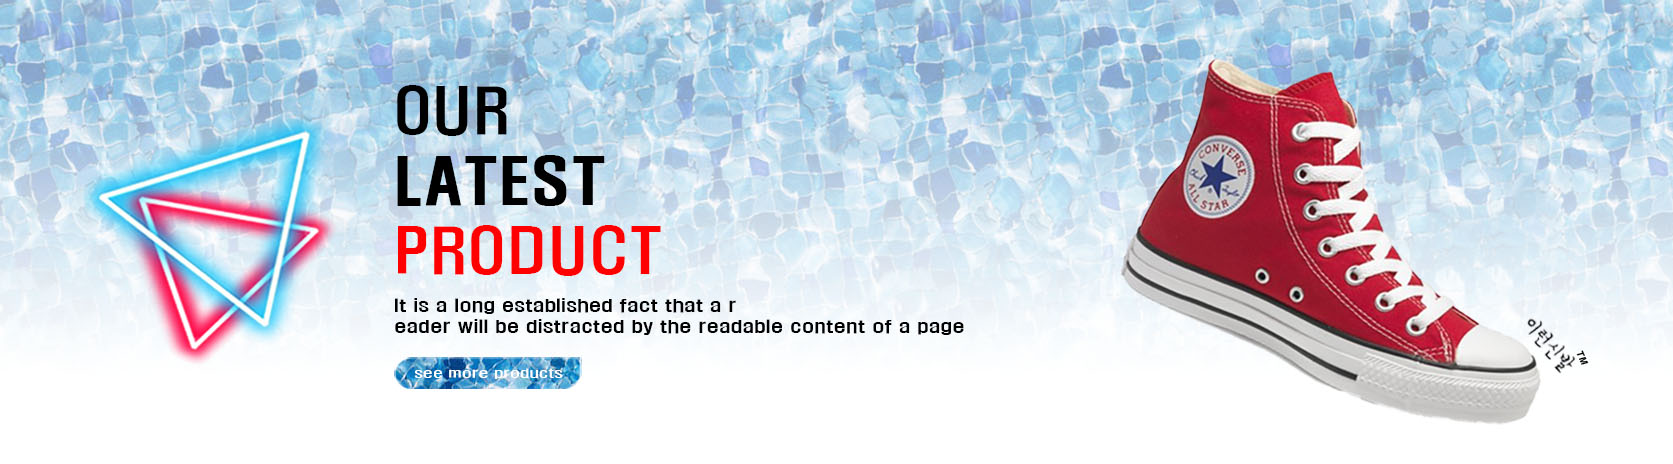 OUR
LATEST
PRODUCT
It is a long established fact that a r
eader will be distracted by the readable content of a page
see more products
CONVERSE
ALL STAR
이런신발™